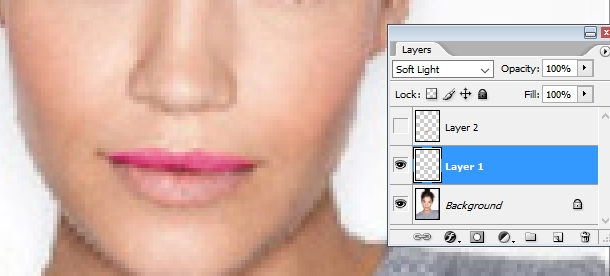 Layers
Soft Light Opacity: 100%
Lock: Fill: 100%
Layer 2
Layer 1
Background